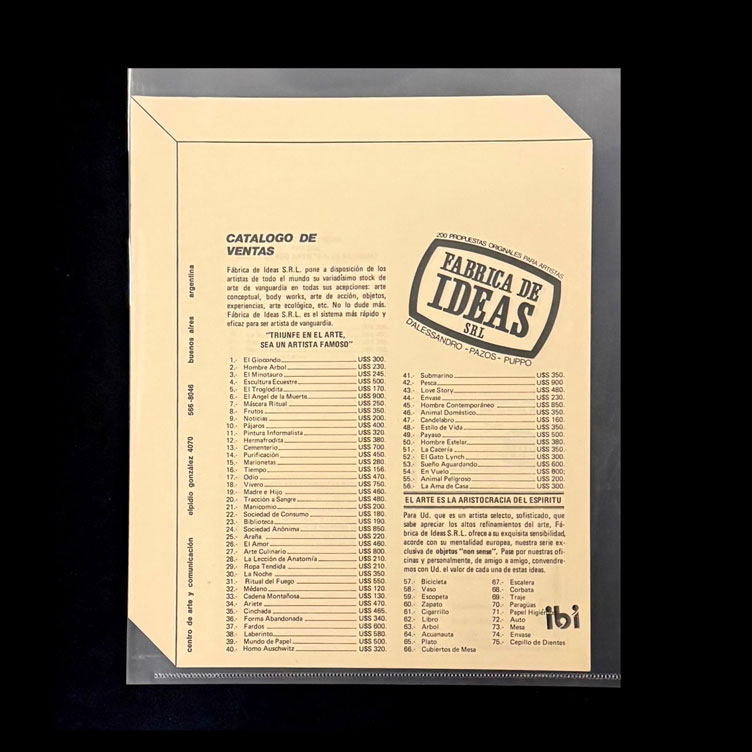 CATALOGO DE
VENTAS
Fábrica de Ideas S.R.L. pone a disposición de los
artistas de todo el mundo su variadísimo stock de
arte de vanguardia en todas sus acepciones: arte
conceptual, body works, arte de acción, objetos,
experiencias, arte ecológico, etc. No lo dude más.
Fábrica de Ideas S.R.L. es el sistema más rápido y
eficaz para ser artista de vanguardia.
"TRIUNFE EN EL ARTE,
SEA UN ARTISTA FAMOSO"
1.- El Giocondo U$S 300.
2.- Hombre Arbol U$S 230.
3.- El Minotauro U$S 245.
4.- Escultura Ecuestre U$S 500.
5.- El Troglodita U$S 170.
6.- El Angel de la Muerte U$S 900.
7.- Máscara Ritual U$S 250.
8.- Frutos U$S 350.
9.- Noticias U$S 200.
10.- Pájaros U$S 400.
11.- Pintura Informalista U$S 320.
12.- Hermafrodita U$S 380.
13.- Cementerio U$S 700.
14.- Purificación U$S 450.
15.- Marionetas U$S 280.
16.- Tiempo U$S 156.
17.- Odio U$S 470.
18.- Vivero U$S 750.
19.- Madre e Hijo U$S 460.
20.- Tracción a Sangre U$S 480.
21.- Manicomio U$S 200.
22.- Sociedad de Consumo U$S 180.
23.- Biblioteca U$S 190.
24.- Sociedad Anónima U$S 850.
25.- Araña U$S 220.
26.- El Amor U$S 460.
27.- Arte Culinario U$S 800.
28.- La Lección de Anatomía U$S 210.
29.- Ropa Tendida U$S 210.
30.- La Noche U$S 350.
31.- Ritual del Fuego U$S 550.
32.- Médano U$S 120.
33.- Cadena Montañosa U$S 130.
34.- Ariete U$S 470.
35.- Cinchada U$S 465.
36.- Forma Abandonada U$S 340.
37.- Fardos U$S 600.
38.- Laberinto U$S 580.
39.- Mundo de Papel U$S 500.
40.- Homo Auschwitz U$S 320.
200 PROPUESTAS ORIGINALES PARA ARTISTAS
FABRICA DE
IDEAS
SRL
D'ALESSANDRO - PAZOS - PUPPO
41.- Submarino U$S 350.
42.- Pesca U$S 900
43.- Love Story U$S 480.
44.- Envase U$S 230.
45.- Hombre Contemporáneo U$S 850.
46.- Animal Doméstico U$S 350.
47.- Candelabro U$S 160.
48.- Estilo de Vida U$S 350.
49.- Payaso U$S 500.
50.- Hombre Estelar U$S 380.
51.- La Cacería U$S 350.
52.- El Gato Lynch U$S 300.
53.- Sueño Aguardando U$S 600.
54.- En Vuelo U$S 800;
55.- Animal Peligroso U$S 200.
56.- La Ama de Casa U$S 300.
EL ARTE ES LA ARISTOCRACIA DEL ESPIRITU
Para Ud. que es un artista selecto, sofisticado, que
sabe apreciar los altos refinamientos del arte, Fá-
brica de Ideas S.R.L. ofrece a su exquisita sensibilidad,
acorde con su mentalidad europea, nuestra serie ex-
clusiva de objetos "non sense". Pase por nuestras ofi-
cinas y personalmente, de amigo a amigo, convendre-
mos con Ud. el valor de cada una de estas ideas.
57.- Bicicleta
58.- Vaso
59.- Escopeta
60.- Zapato
61.- Cigarrillo
62.- Libro
63.- Arbol
64.- Acuanauta
65.- Plato
66.- Cubiertos de Mesa
67.- Escalera
68.- Corbata
69.- Traje
70.- Paraguas
71.- Papel Higién
72.- Auto
73.- Mesa
74.- Envase
75.- Cepillo de Dientes
ibi
centro de arte y comunicación elpidio gonzález 4070 566-8046 buenos aires argentina